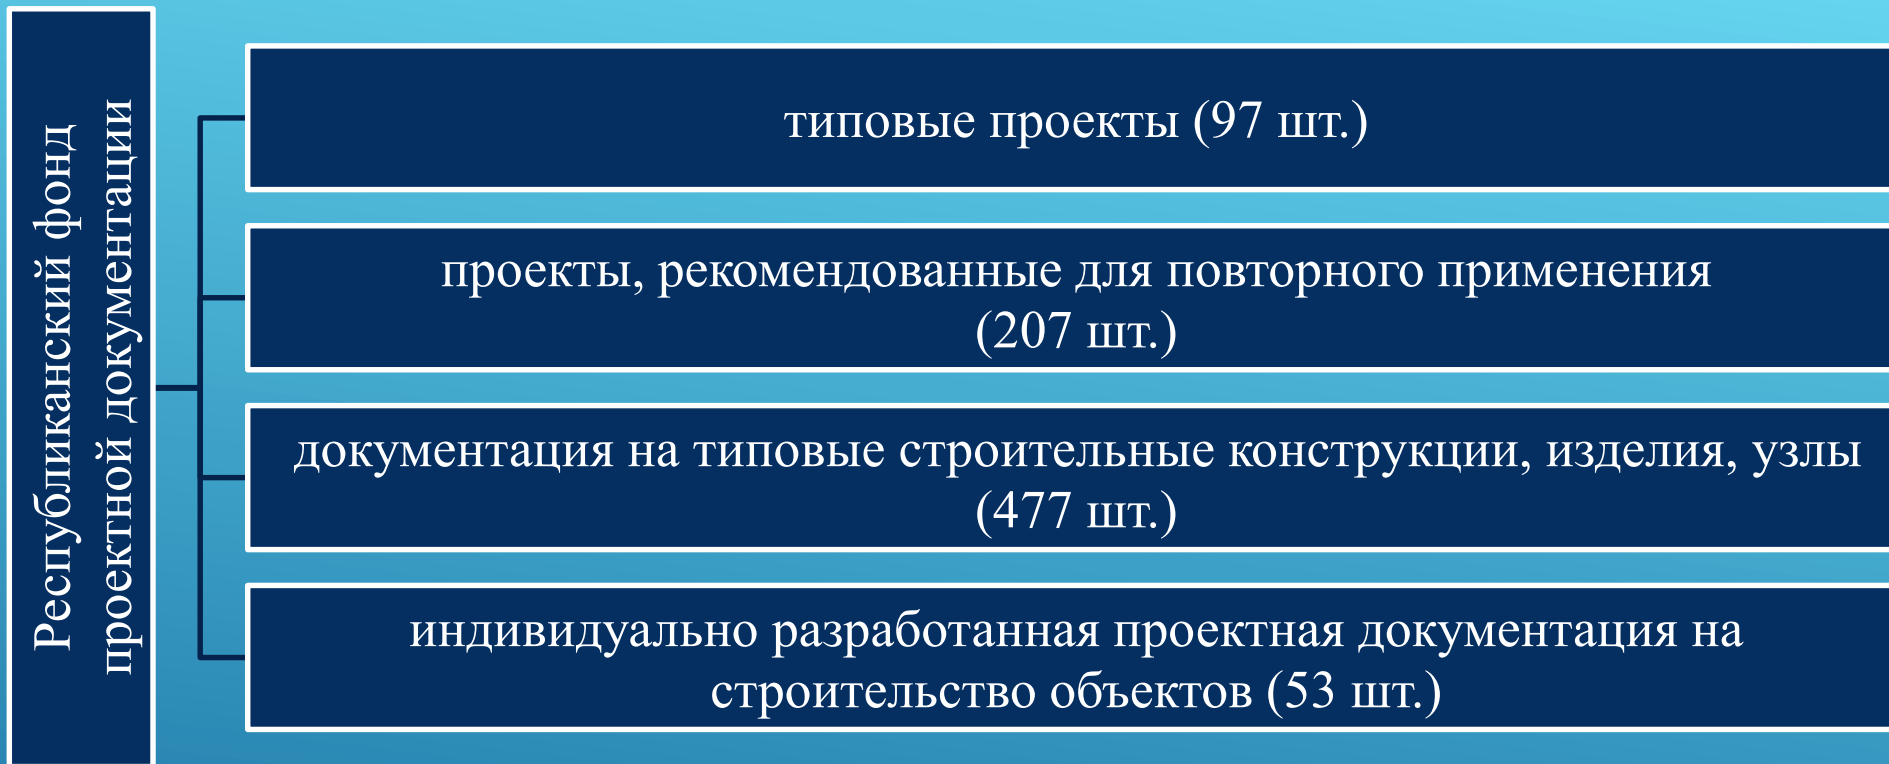 Республиканский фонд
проектной документации
типовые проекты (97 шт.)
проекты, рекомендованные для повторного применения
(207 шт.)
документация на типовые строительные конструкции, изделия, узлы
(477 шт.)
индивидуально разработанная проектная документация на
строительство объектов (53 шт.)